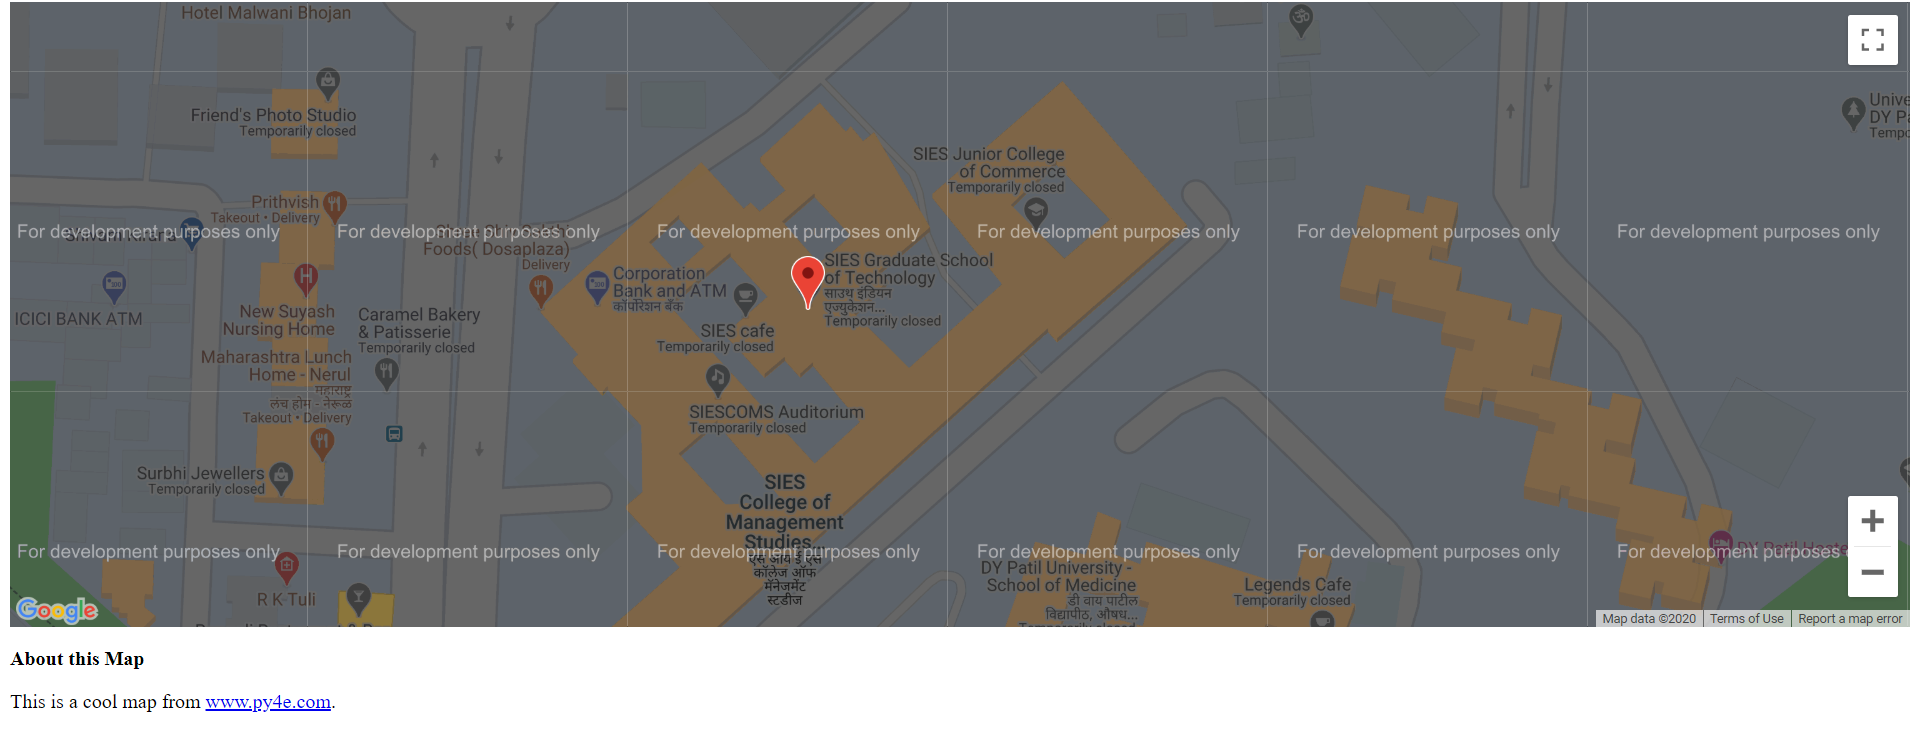 Hotel Malwani Bhojan
Friend's Photo Studio
Temporarily closed
Unive
DY Pa
Tempo
SIES Junior College
of Commerce
Temporarily closed
Prithvish
Takeout • Delivery
For development purposes only
For development purposes only
For development purposes only
For development purposes only
For development purposes only
For development purposes only
Foods( Dosaplaza)
Delivery
SIES Graduate School
of Technology
साउथ इंडियन
एज्युकेशन...
Temporarily closed
Corporation
Bank and ATM
कॉर्पोरेशन बँक
ICICI BANK ATM
New Suyash
Nursing Home
Caramel Bakery
& Patisserie
Temporarily closed
SIES cafe
Temporarily closed
Maharashtra Lunch
Home - Nerul
महाराष्ट्र
लंच होम - नेरूळ
Takeout • Delivery
SIESCOMS Auditorium
Temporarily closed
Surbhi Jewellers
Temporarily closed
SIES
College of
Management
Studies...
एस आय ई एस
कॉलेज ऑफ
मॅनेजमेंट
स्टडीज
For development purposes only
For development purposes only
For development purposes only
For development purposes only
For development purposes only
For development purposes only
DY Patil University -
School of Medicine
डी वाय पाटील
विद्यापीठ, औषध...
Temporarily closed
Legends Cafe
Temporarily closed
DY Patil Hoste
R K Tuli
Google
Map data ©2020
Terms of Use
Report a map error
About this Map
This is a cool map from www.py4e.com.